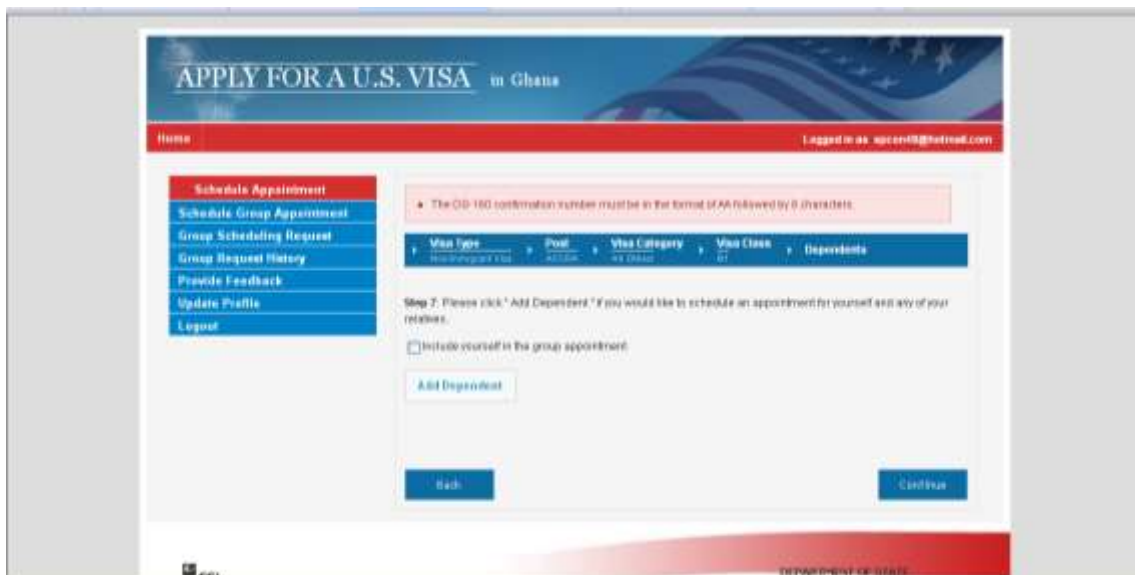 APPLY FOR A U.S. VISA in Ghana
Home
Logged in as
Schedule Appointment
Schedule Group Appointment
Group Scheduling Request
Group Request History
Provide Feedback
Update Profile
Logout
The DS-160 confirmation number must be in the format of AA followed by 8 characters.
Visa Type Post Visa Category Visa Class Dependents
Nonimmigrant Visa ACCRA B1
Step 7: Please click " Add Dependent " if you would like to schedule an appointment for yourself and any of your
relatives.
Include yourself in the group appointment
Add Dependent
Back
Continue
DEPARTMENT OF STATE